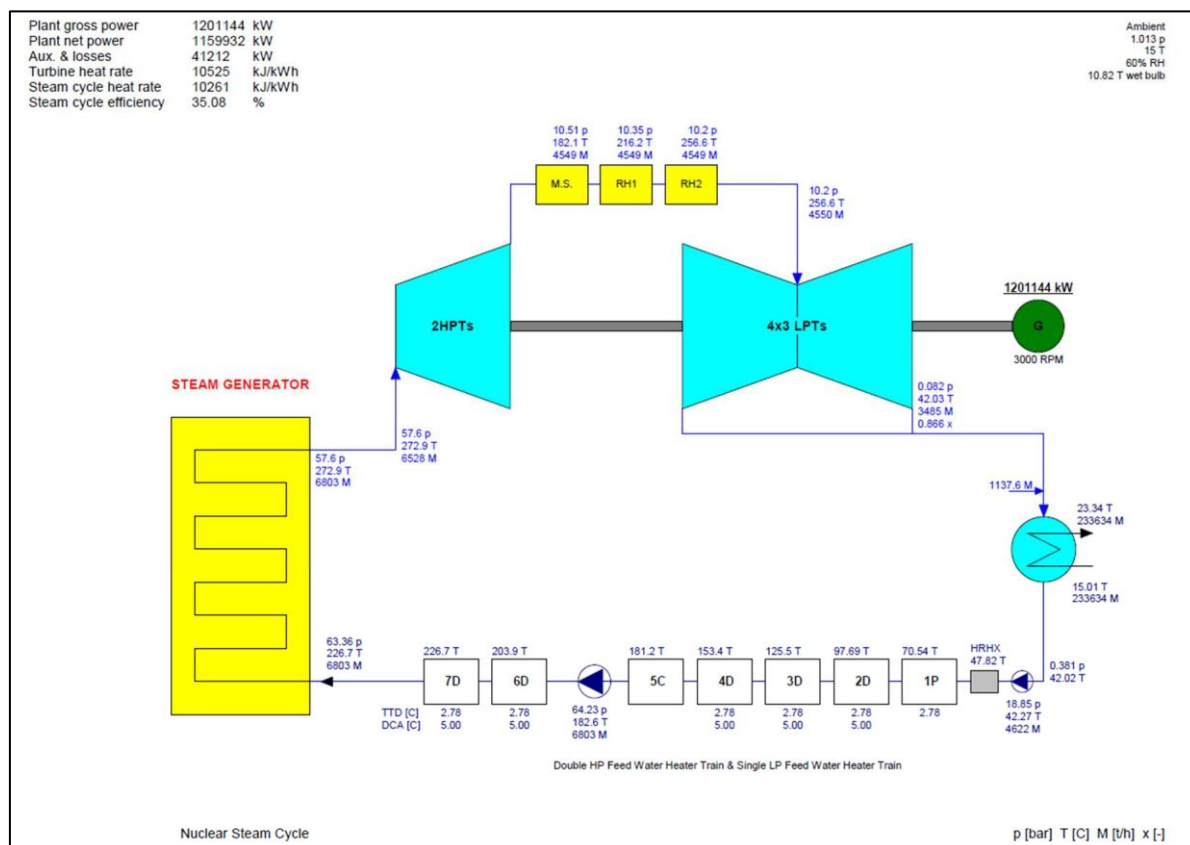 Plant gross power 1201144 kW
Plant net power 1159932 kW
Aux. & losses 41212 kW
Turbine heat rate 10525 kJ/kWh
Steam cycle heat rate 10261 kJ/kWh
Steam cycle efficiency 35.08 %
Ambient
1.013 p
15 T
60% RH
10.82 T wet bulb
10.51 p
182.1 T
4549 M
10.35 p
216.2 T
4549 M
10.2 p
256.6 T
4549 M
M.S.
RH1
RH2
10.2 p
256.6 T
4550 M
2HPTs
4x3 LPTs
1201144 kW
G
3000 RPM
STEAM GENERATOR
57.6 p
272.9 T
6803 M
57.6 p
272.9 T
6528 M
0.082 p
42.03 T
3485 M
0.866 x
1137.6 M
23.34 T
233634 M
15.01 T
233634 M
63.36 p
226.7 T
6803 M
226.7 T
203.9 T
181.2 T
153.4 T
125.5 T
97.69 T
70.54 T
HRHX
47.82 T
0.381 p
42.02 T
7D
6D
5C
4D
3D
2D
1P
TTD [C] 2.78 2.78 2.78 2.78 2.78 2.78
DCA [C] 5.00 5.00 5.00 5.00 5.00
64.23 p
182.6 T
6803 M
18.85 p
42.27 T
4622 M
Double HP Feed Water Heater Train & Single LP Feed Water Heater Train
Nuclear Steam Cycle
p [bar] T [C] M [t/h] x [-]